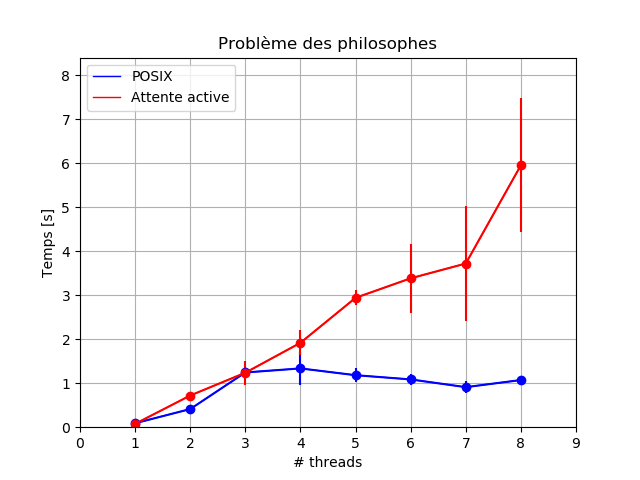 Problème des philosophes
POSIX
Attente active
8
7
6
5
4
3
2
1
0
Temps [s]
0 1 2 3 4 5 6 7 8 9
# threads